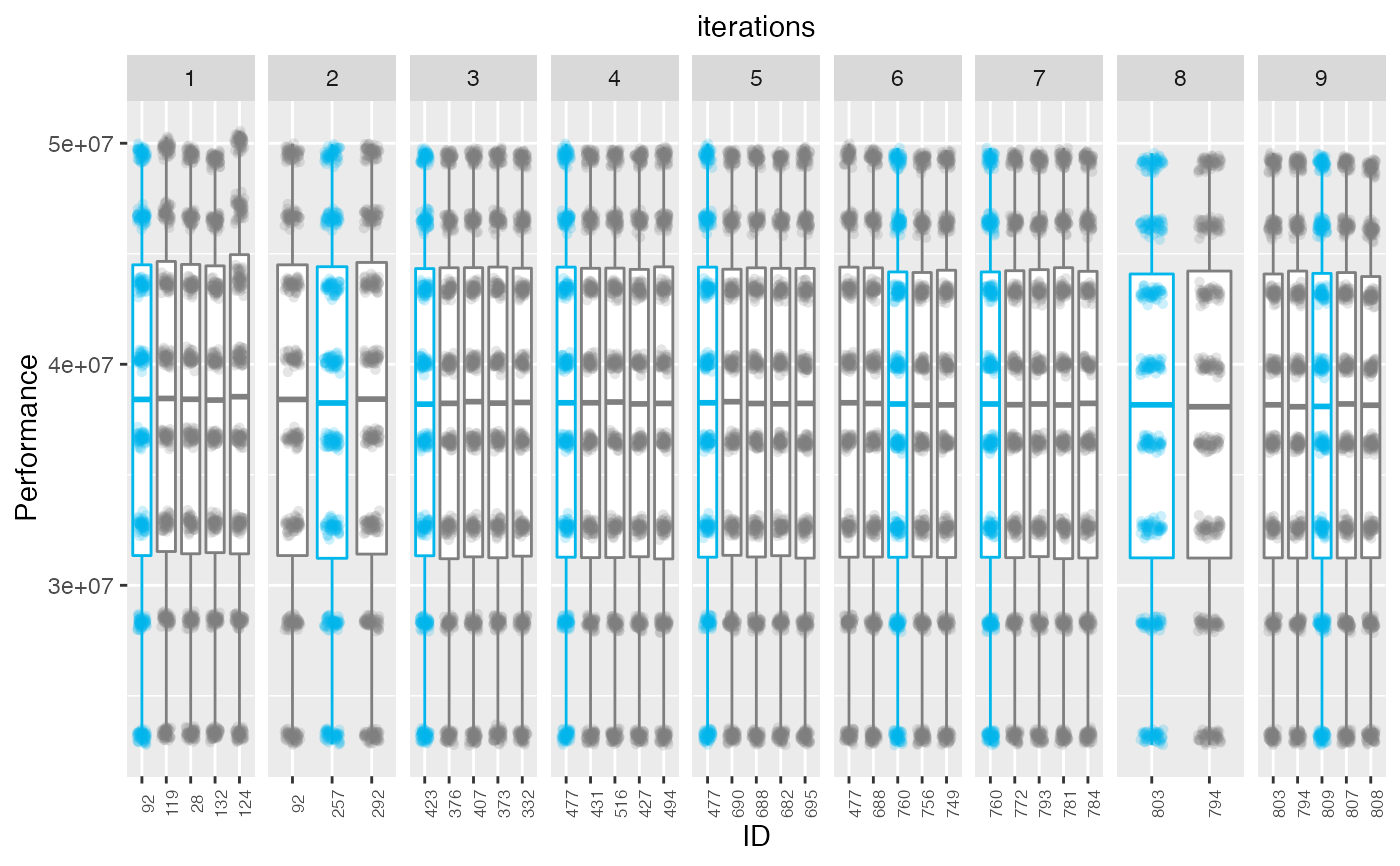 iterations
1 2 3 4 5 6 7 8 9
5e+07
4e+07
3e+07
Performance
92 119 28 132 124 92 257 292 423 376 407 373 332 477 431 516 427 494 477 690 688 682 695 477 688 760 756 749 760 772 793 781 784 803 794 803 794 809 807 808
ID